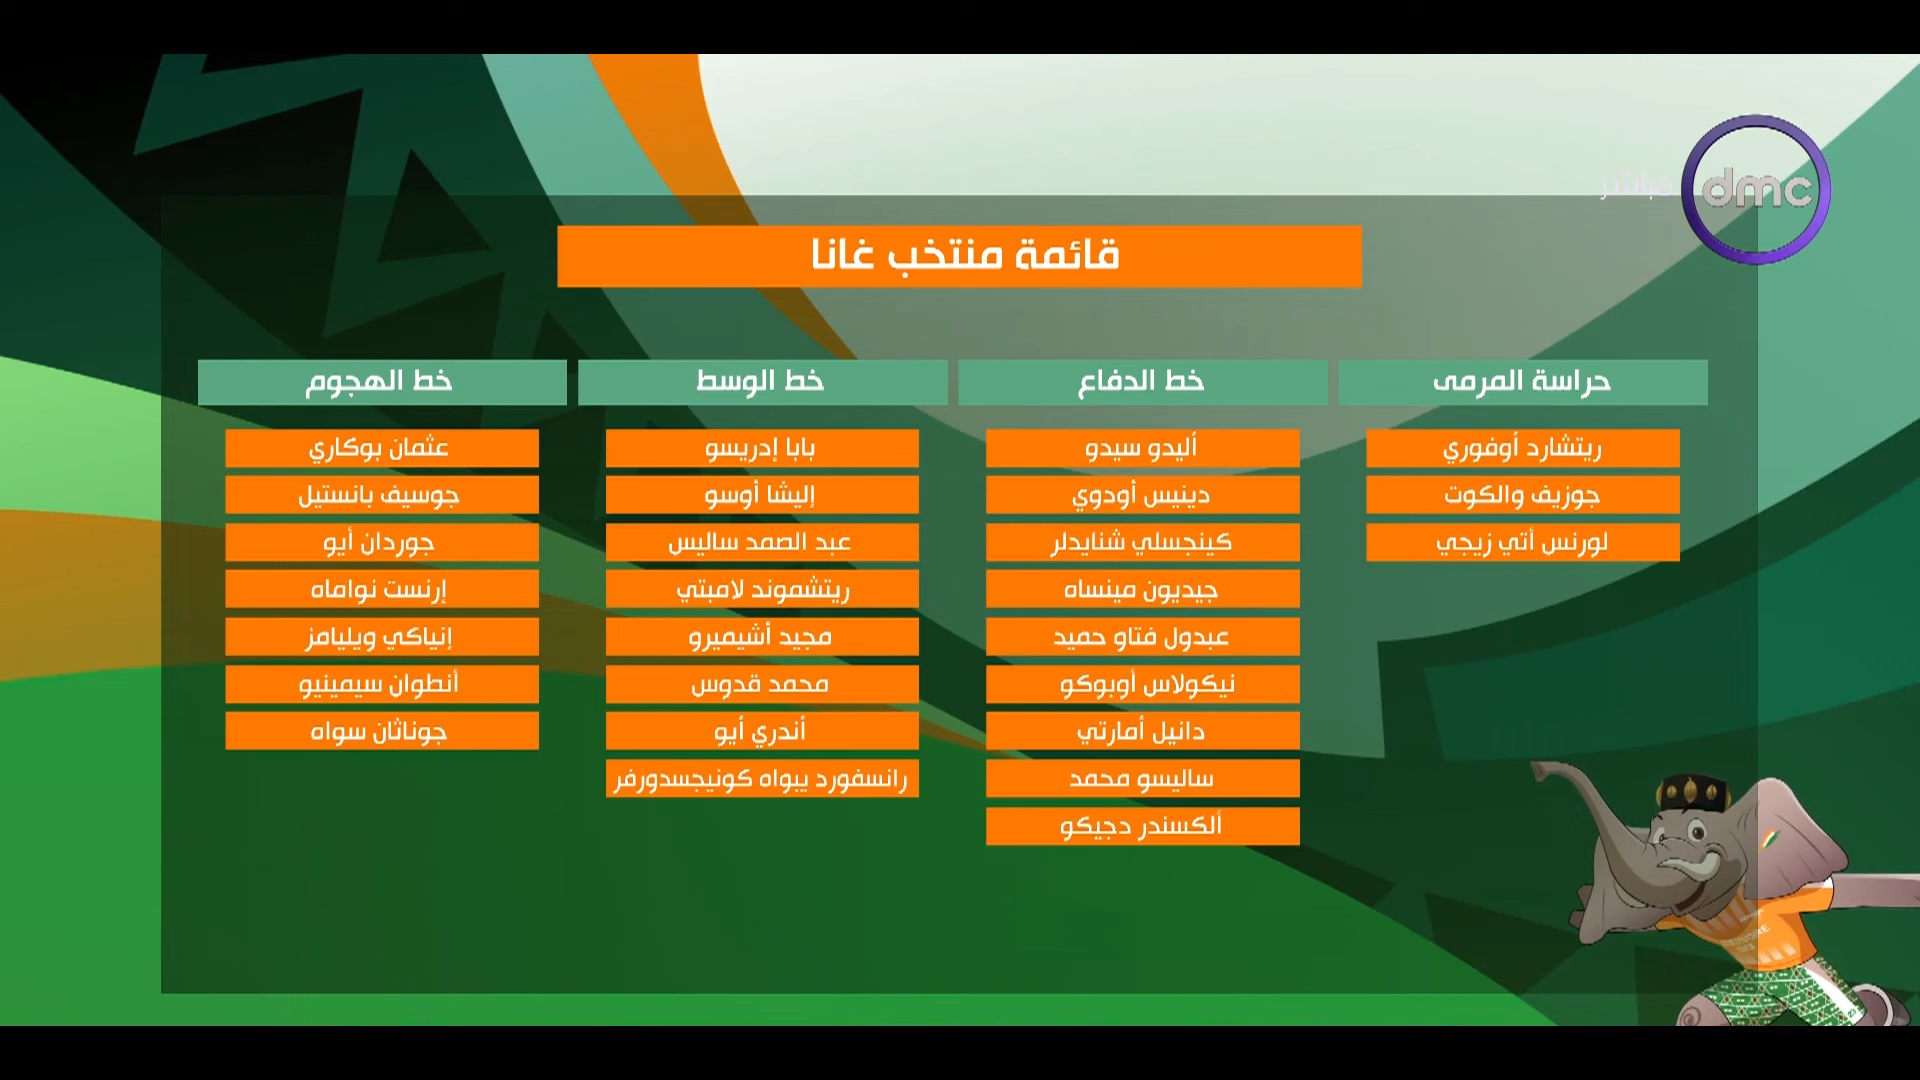 dmc
مباشر
قائمة منتخب غانا
حراسة المرمى
ريتشارد أوفوري
جوزيف والكوت
لورنس أتي زيجي
خط الدفاع
أليدو سيدو
دينيس أودوي
كينجسلي شنايدلر
جيديون مينساه
عبدول فتاو حميد
نيكولاس أوبوكو
دانيل أمارتي
ساليسو محمد
ألكسندر دجيكو
خط الوسط
بابا إدريسو
إليشا أوسو
عبد الصمد ساليس
ريتشموند لامبتي
مجيد أشيميرو
محمد قدوس
أندري أيو
رانسفورد يبواه كونيجسدورفر
خط الهجوم
عثمان بوكاري
جوسيف بانستيل
جوردان أيو
إرنست نواماه
إنياكي ويليامز
أنطوان سيمينيو
جوناثان سواه